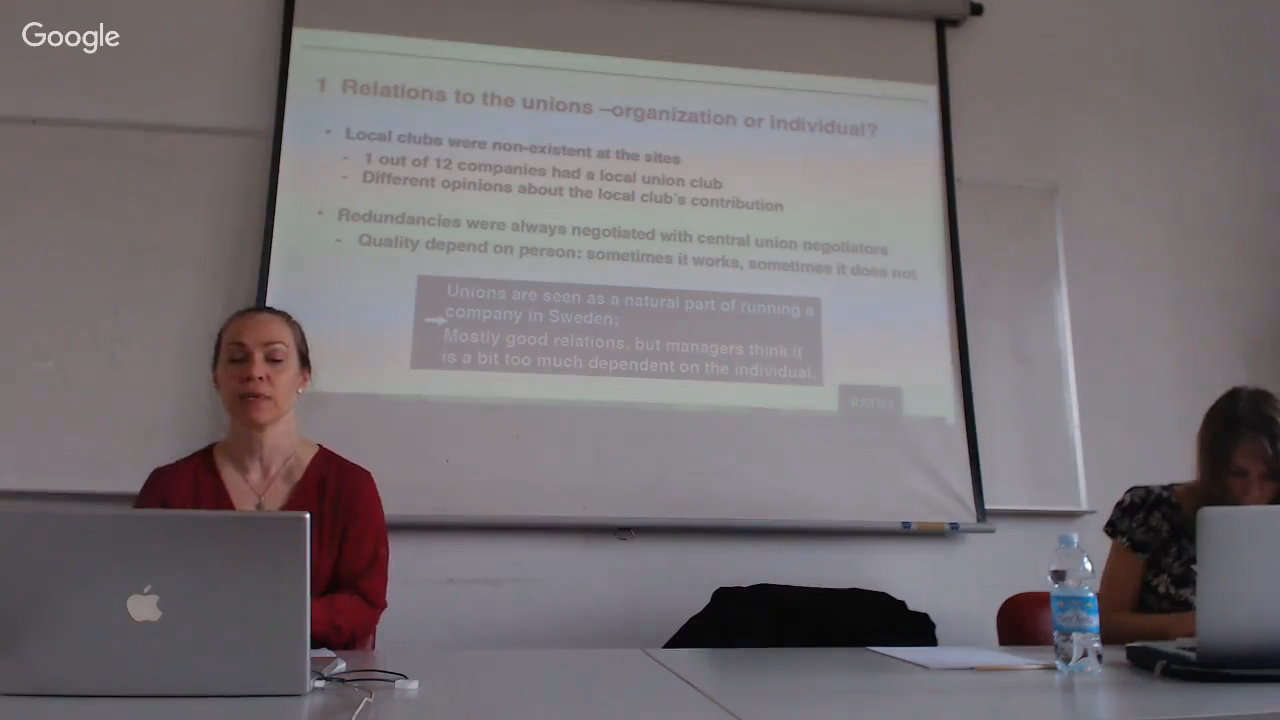 Google
1 Relations to the unions –organization or individual?
• Local clubs were non-existent at the sites
- 1 out of 12 companies had a local union club
- Different opinions about the local club's contribution
• Redundancies were always negotiated with central union negotiators
- Quality depend on person: sometimes it works, sometimes it does not
Unions are seen as a natural part of running a
company in Sweden;
Mostly good relations, but managers think it
is a bit too much dependent on the individual
RATIO